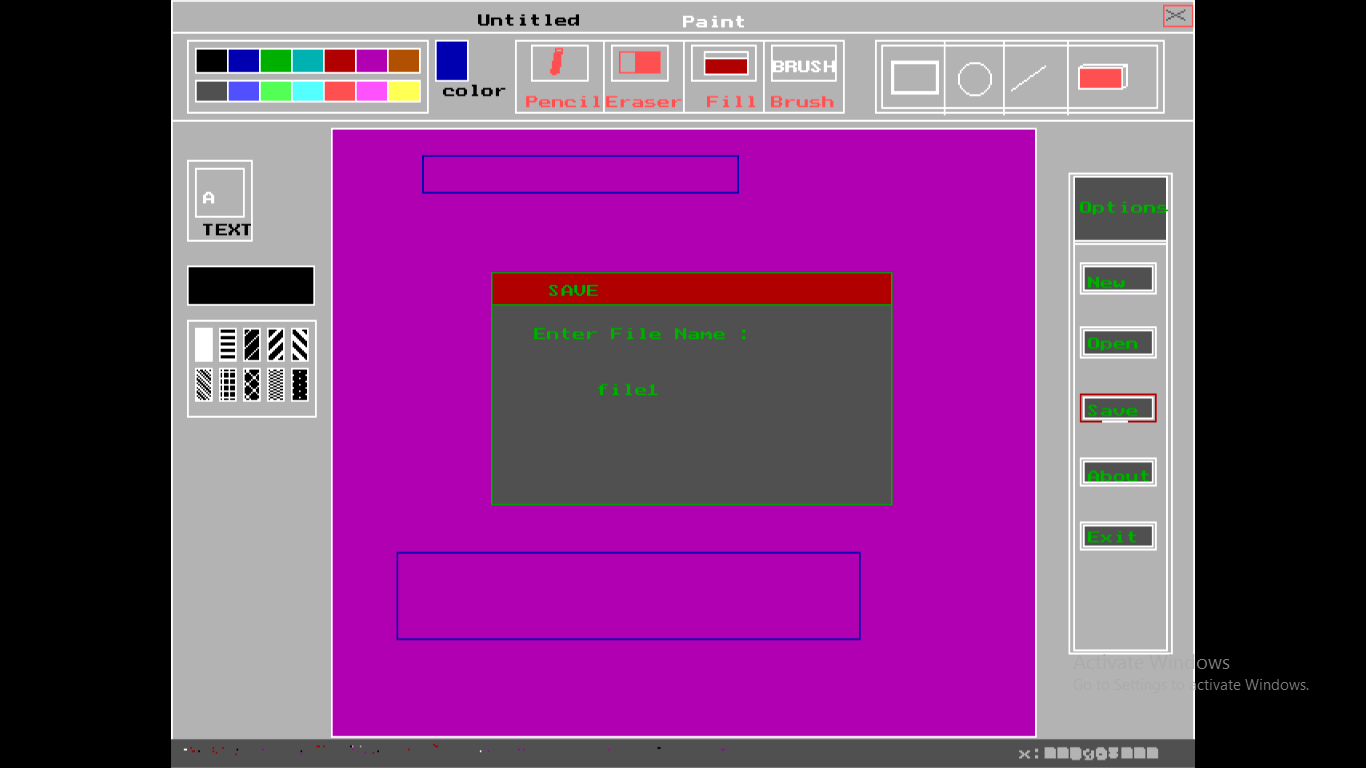 Untitled Paint
BRUSH
color
Pencil Eraser Fill Brush
A
TEXT
SAVE
Enter File Name :
file1
Options
New
Open
Save
About
Exit
Activate Windows
Go to Settings to activate Windows.
x: